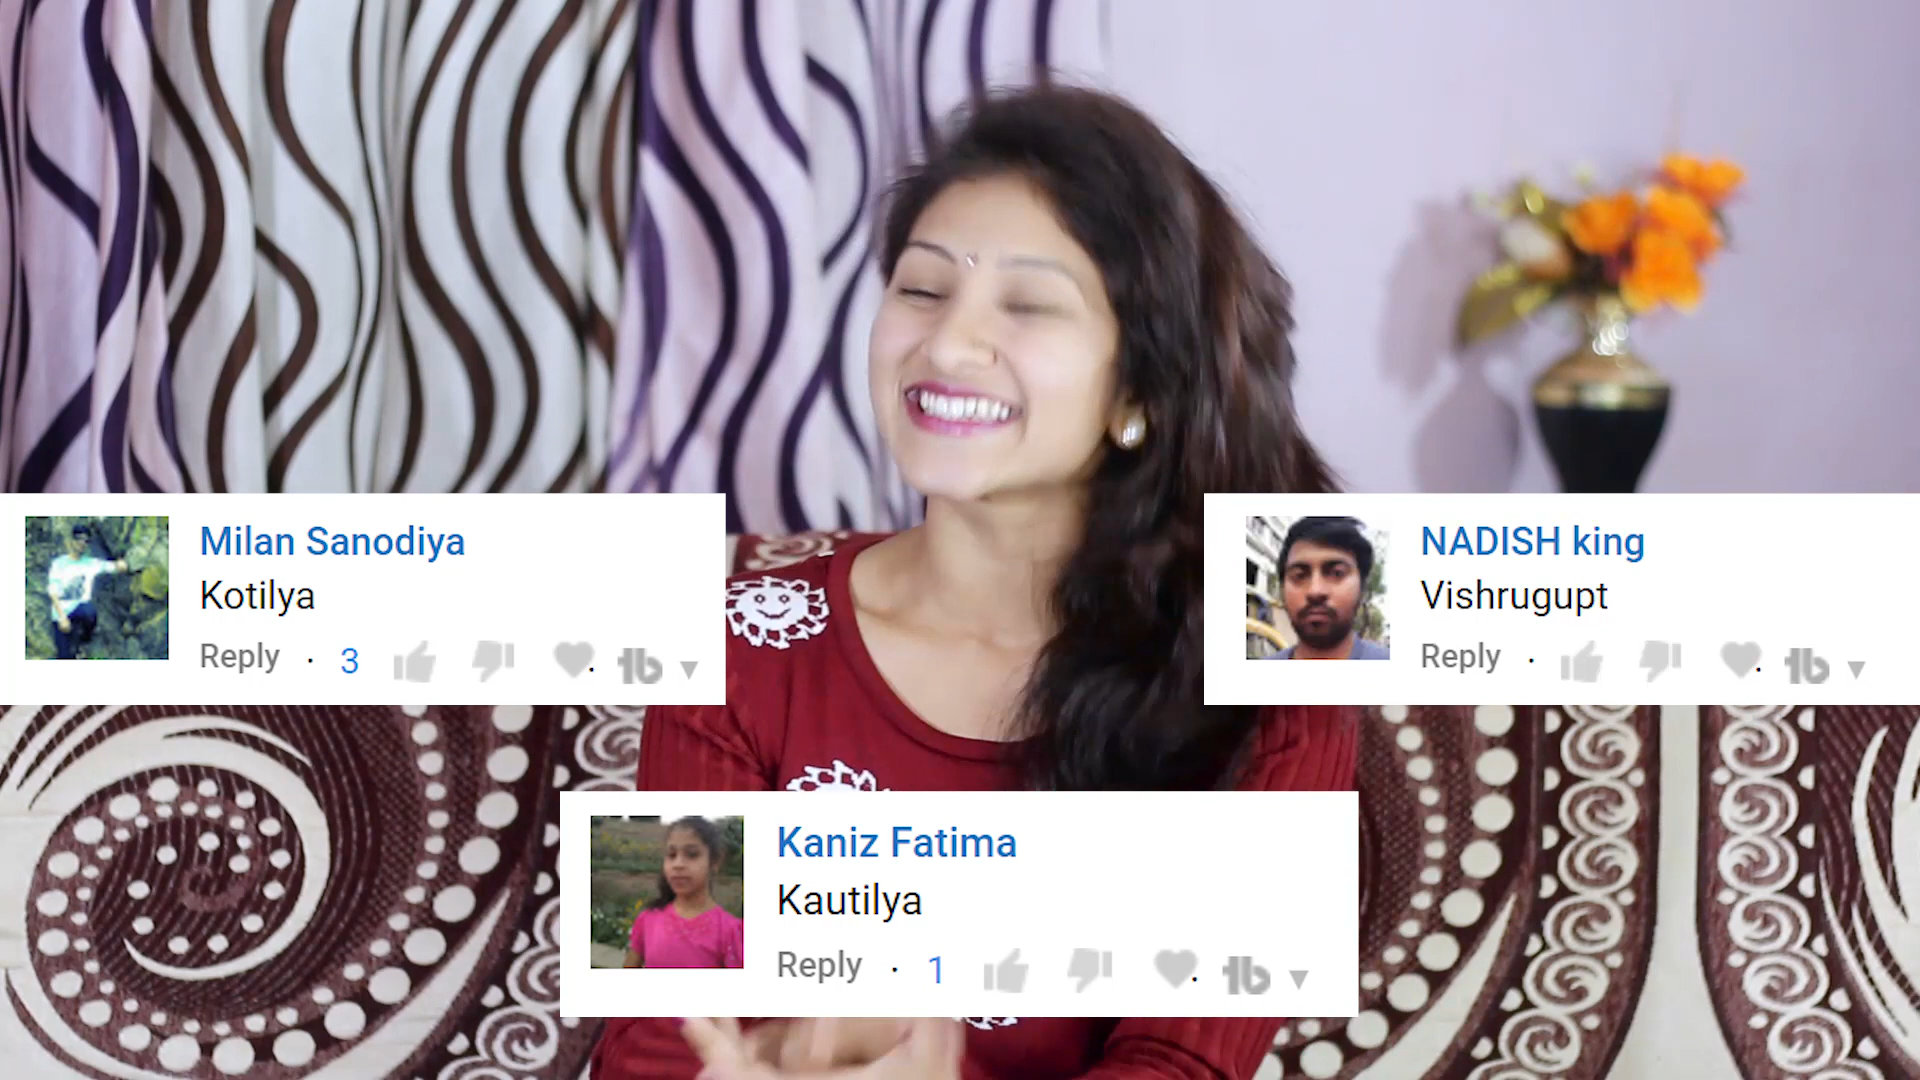 Milan Sanodiya
Kotilya
Reply · 3
NADISH king
Vishrugupt
Reply ·
Kaniz Fatima
Kautilya
Reply · 1